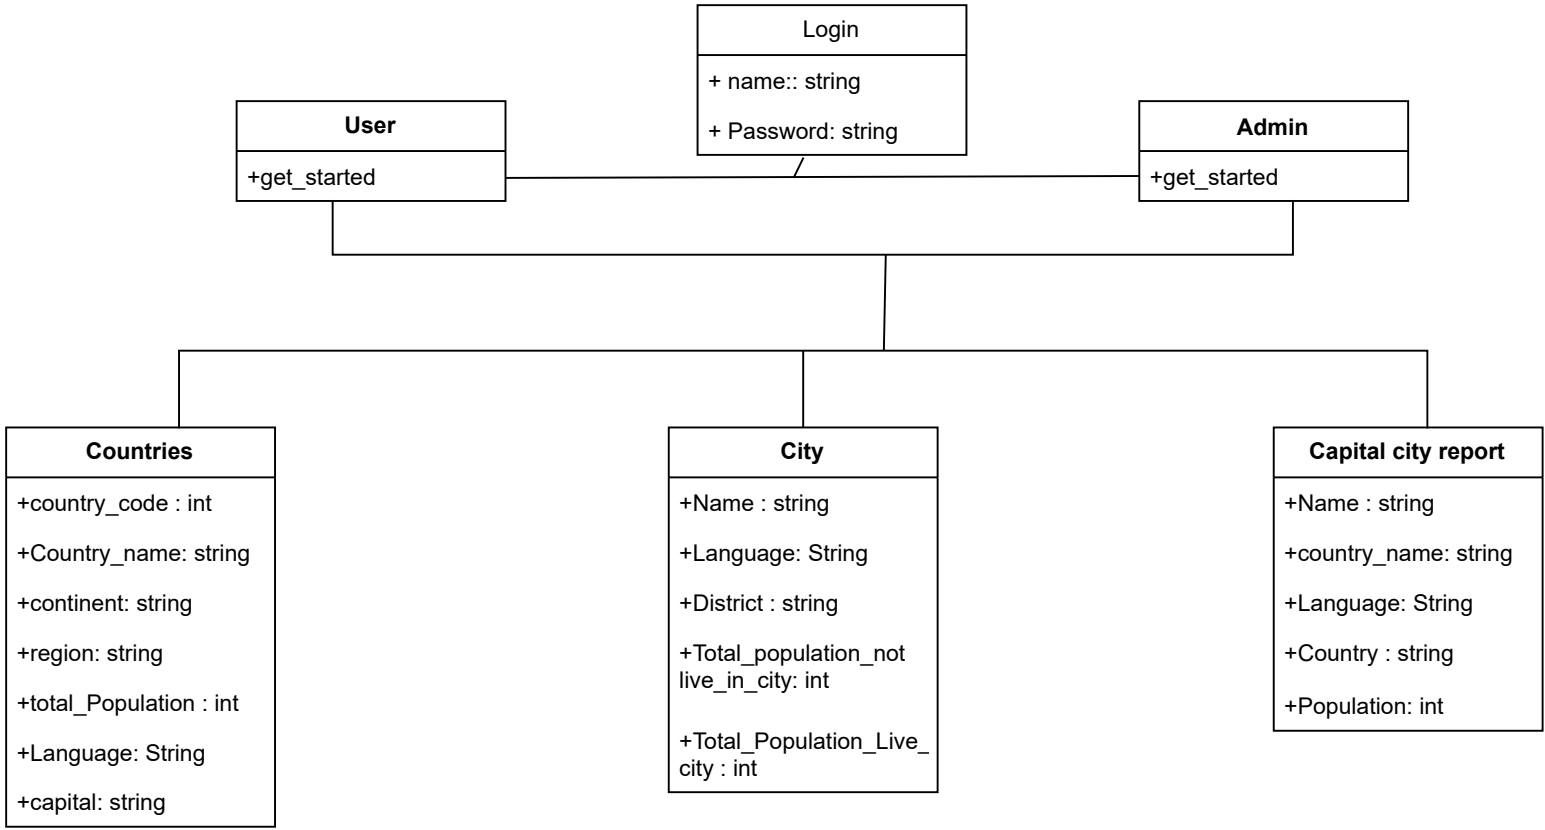 Login
+ name:: string
+ Password: string
User
+get_started
Admin
+get_started
Countries
+country_code : int
+Country_name: string
+continent: string
+region: string
+total_Population : int
+Language: String
+capital: string
City
+Name : string
+Language: String
+District : string
+Total_population_not
live_in_city: int
+Total_Population_Live_
city : int
Capital city report
+Name : string
+country_name: string
+Language: String
+Country : string
+Population: int